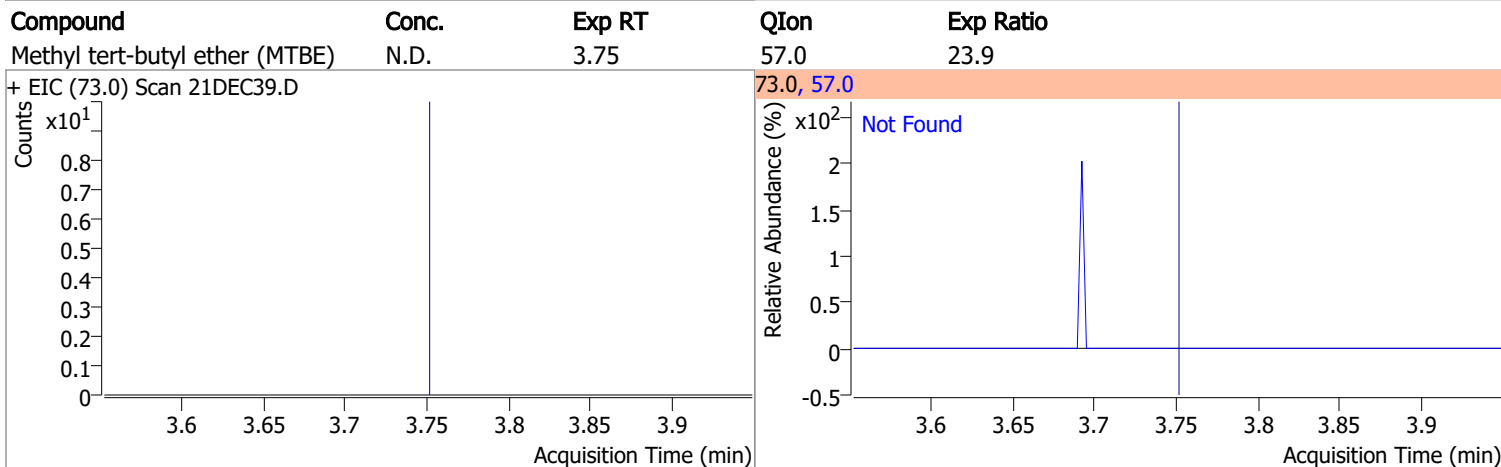 Compound Conc. Exp RT QIon Exp Ratio
Methyl tert-butyl ether (MTBE) N.D. 3.75 57.0 23.9
+ EIC (73.0) Scan 21DEC39.D
Counts
x10¹
0.8
0.7
0.6
0.5
0.4
0.3
0.2
0.1
0
3.6 3.65 3.7 3.75 3.8 3.85 3.9
Acquisition Time (min)
73.0, 57.0
Relative Abundance (%)
x10²
Not Found
2
1.5
1
0.5
0
-0.5
3.6 3.65 3.7 3.75 3.8 3.85 3.9
Acquisition Time (min)